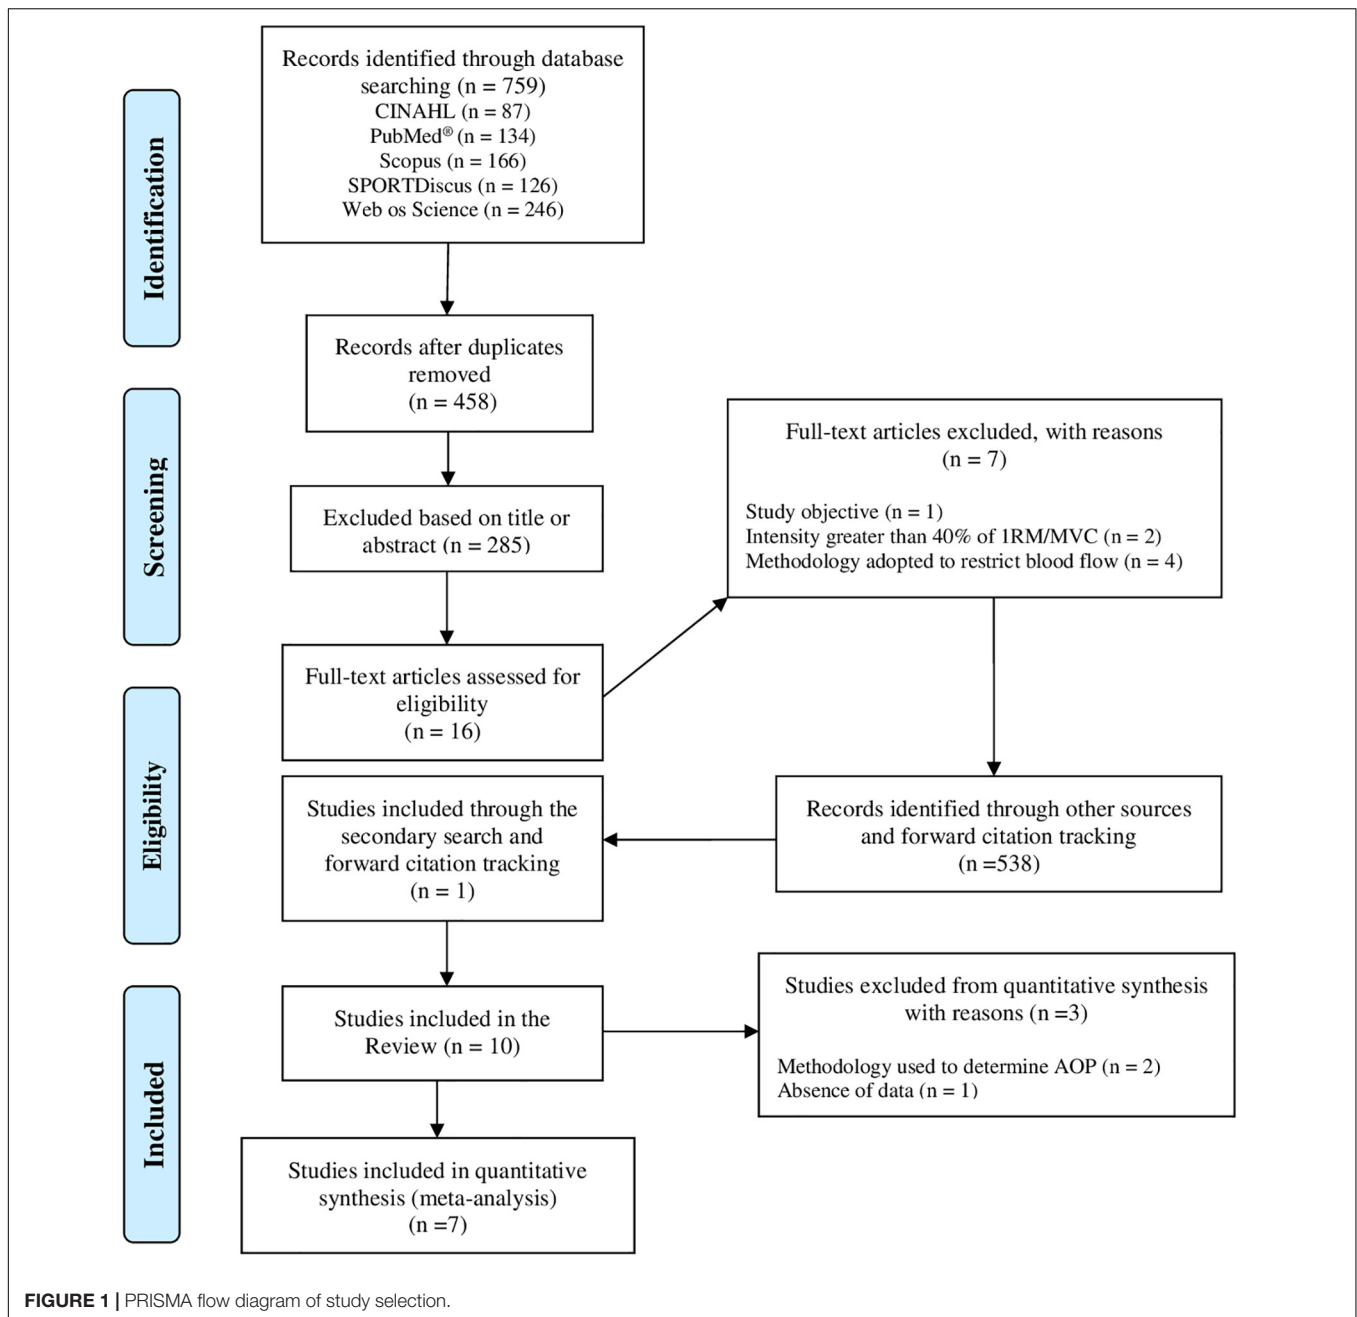 Identification
Records identified through database
searching (n = 759)
CINAHL (n = 87)
PubMed® (n = 134)
Scopus (n = 166)
SPORTDiscus (n = 126)
Web os Science (n = 246)
Records after duplicates
removed
(n = 458)
Screening
Excluded based on title or
abstract (n = 285)
Full-text articles excluded, with reasons
(n = 7)
Study objective (n = 1)
Intensity greater than 40% of 1RM/MVC (n = 2)
Methodology adopted to restrict blood flow (n = 4)
Full-text articles assessed for
eligibility
(n = 16)
Eligibility
Studies included through the
secondary search and
forward citation tracking
(n = 1)
Records identified through other sources
and forward citation tracking
(n =538)
Included
Studies included in the
Review (n = 10)
Studies excluded from quantitative synthesis
with reasons (n =3)
Methodology used to determine AOP (n = 2)
Absence of data (n = 1)
Studies included in quantitative
synthesis (meta-analysis)
(n =7)
FIGURE 1 | PRISMA flow diagram of study selection.